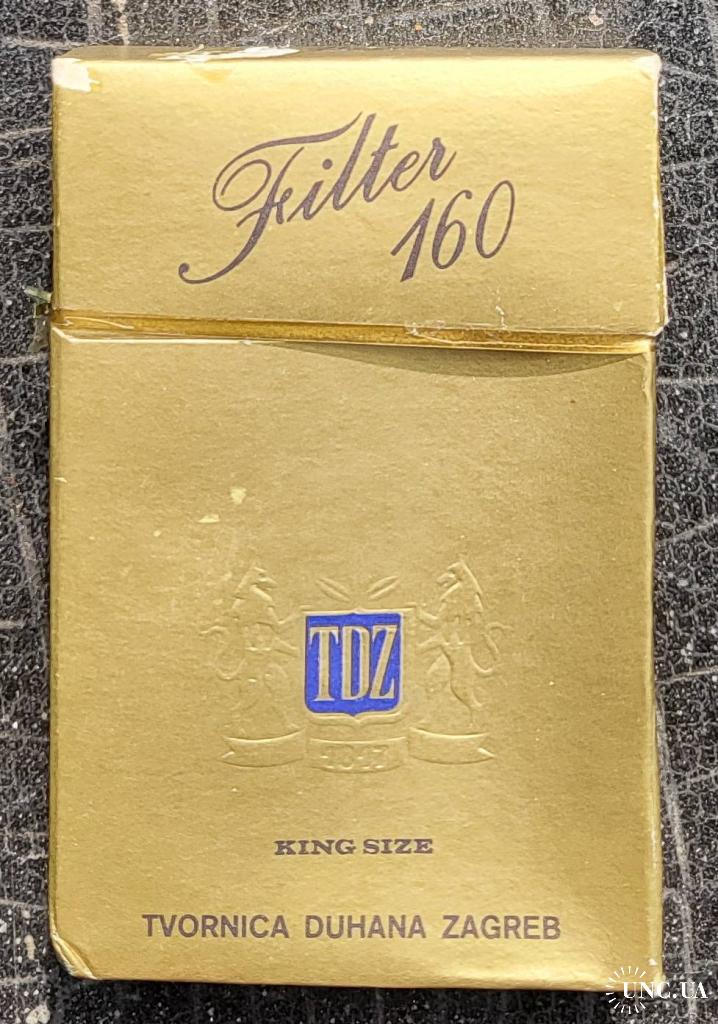 Filter
160
TDZ
KING SIZE
TVORNICA DUHANA ZAGREB
UNC.UA